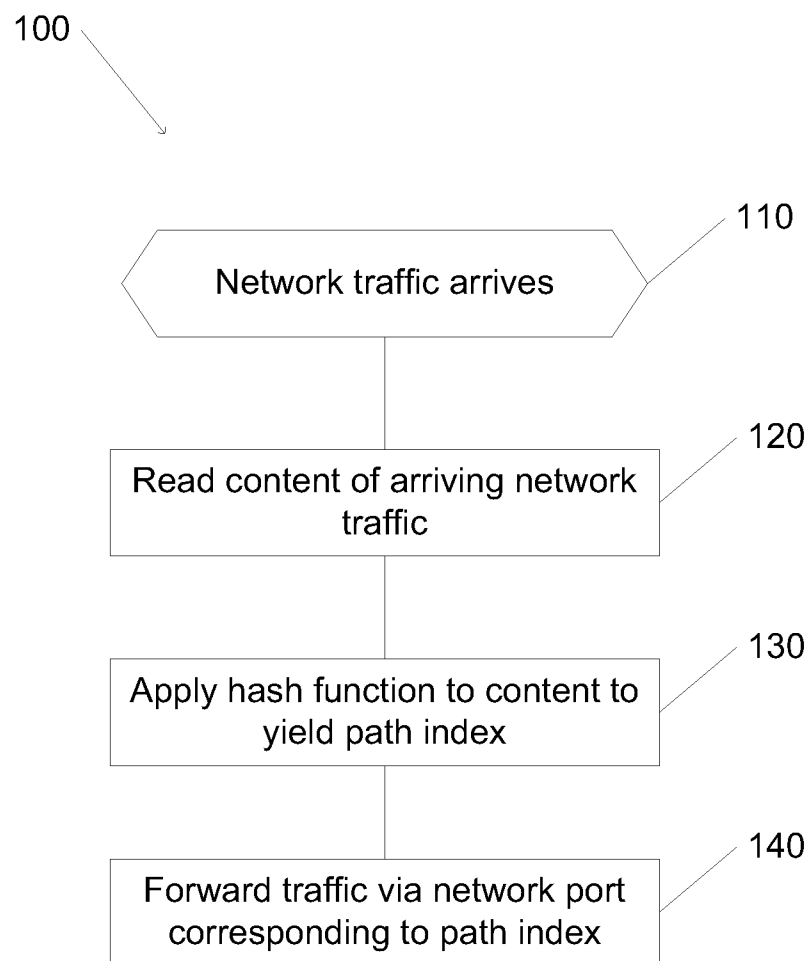 100
110
Network traffic arrives
120
Read content of arriving network
traffic
130
Apply hash function to content to
yield path index
140
Forward traffic via network port
corresponding to path index